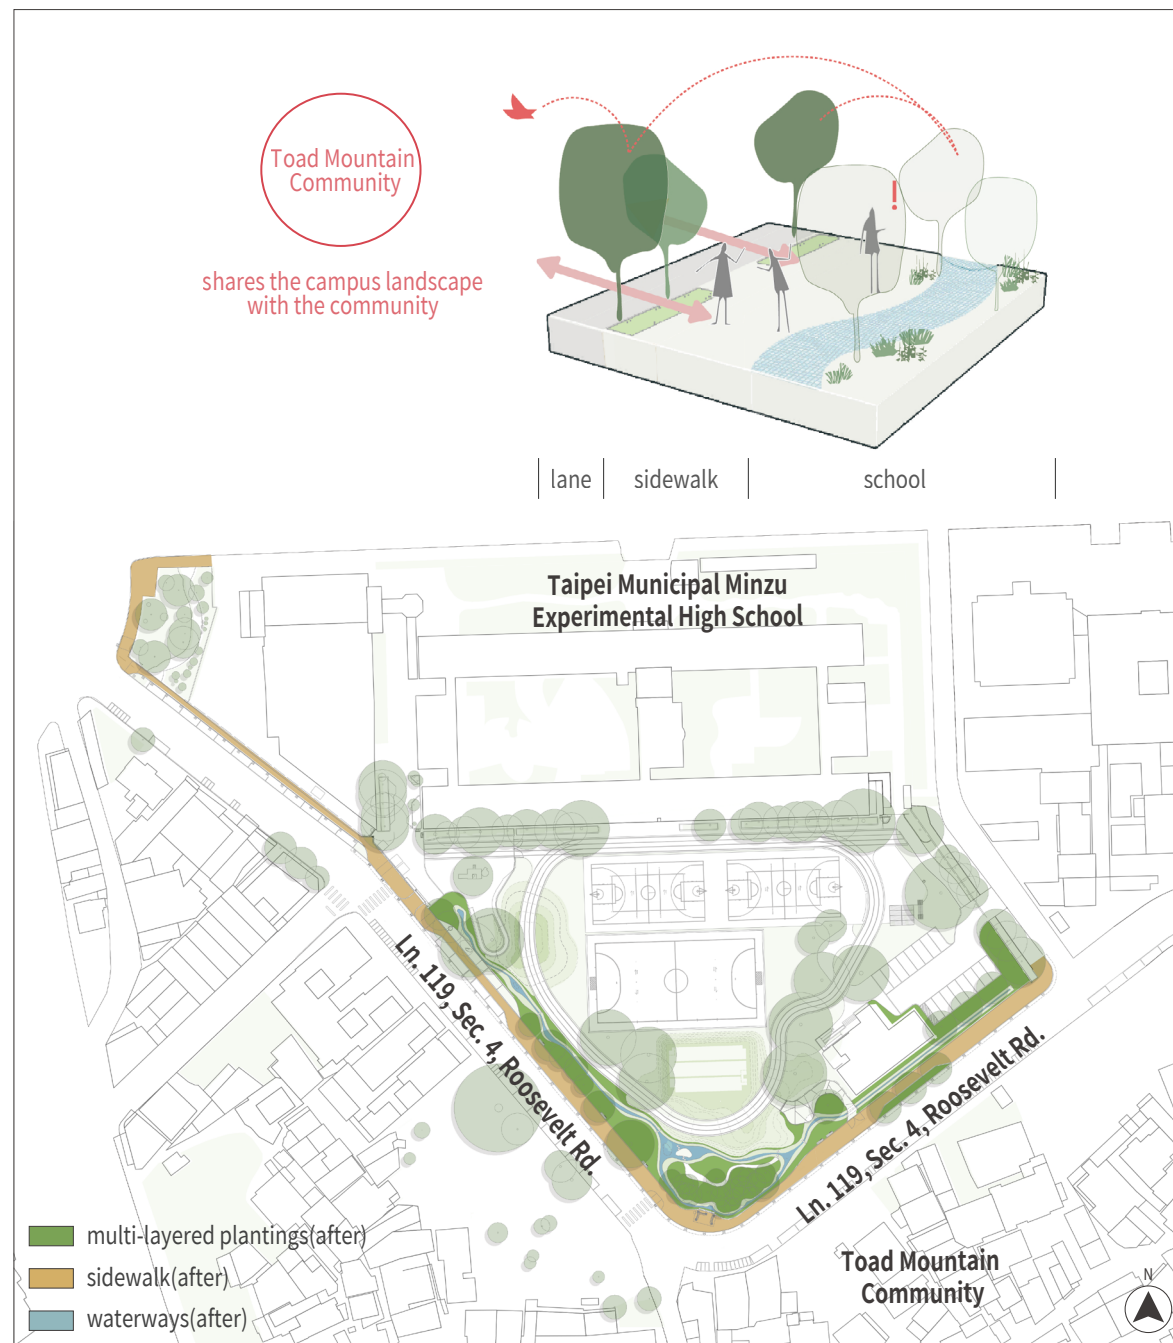 Toad Mountain
Community
shares the campus landscape
with the community
!
lane
sidewalk
school
Taipei Municipal Minzu
Experimental High School
Ln. 119, Sec. 4, Roosevelt Rd.
Ln. 119, Sec. 4, Roosevelt Rd.
multi-layered plantings(after)
sidewalk(after)
waterways(after)
Toad Mountain
Community
N